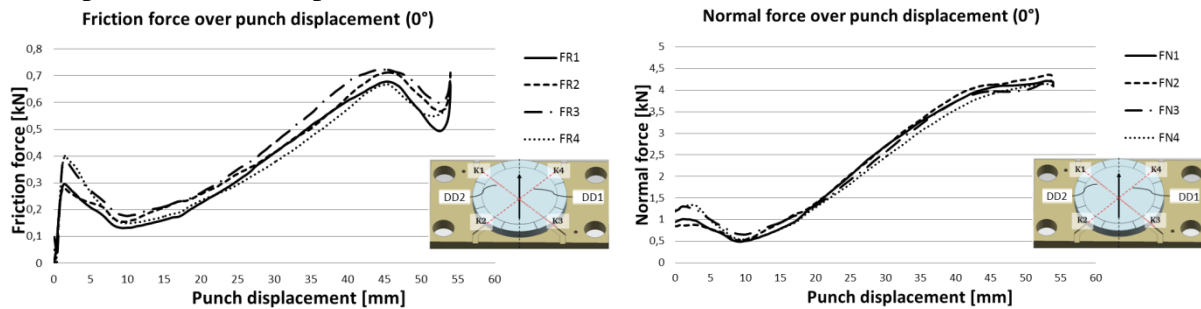 Friction force over punch displacement (0°)
0,8
0,7
0,6
0,5
0,4
0,3
0,2
0,1
0
Friction force [kN]
FR1
FR2
FR3
FR4
K1
K4
DD2
DD1
K2
K3
0 5 10 15 20 25 30 35 40 45 50 55 60
Punch displacement [mm]
Normal force over punch displacement (0°)
5
4,5
4
3,5
3
2,5
2
1,5
1
0,5
0
Normal force [kN]
FN1
FN2
FN3
FN4
K1
K4
DD2
DD1
K2
K3
0 5 10 15 20 25 30 35 40 45 50 55 60
Punch displacement [mm]